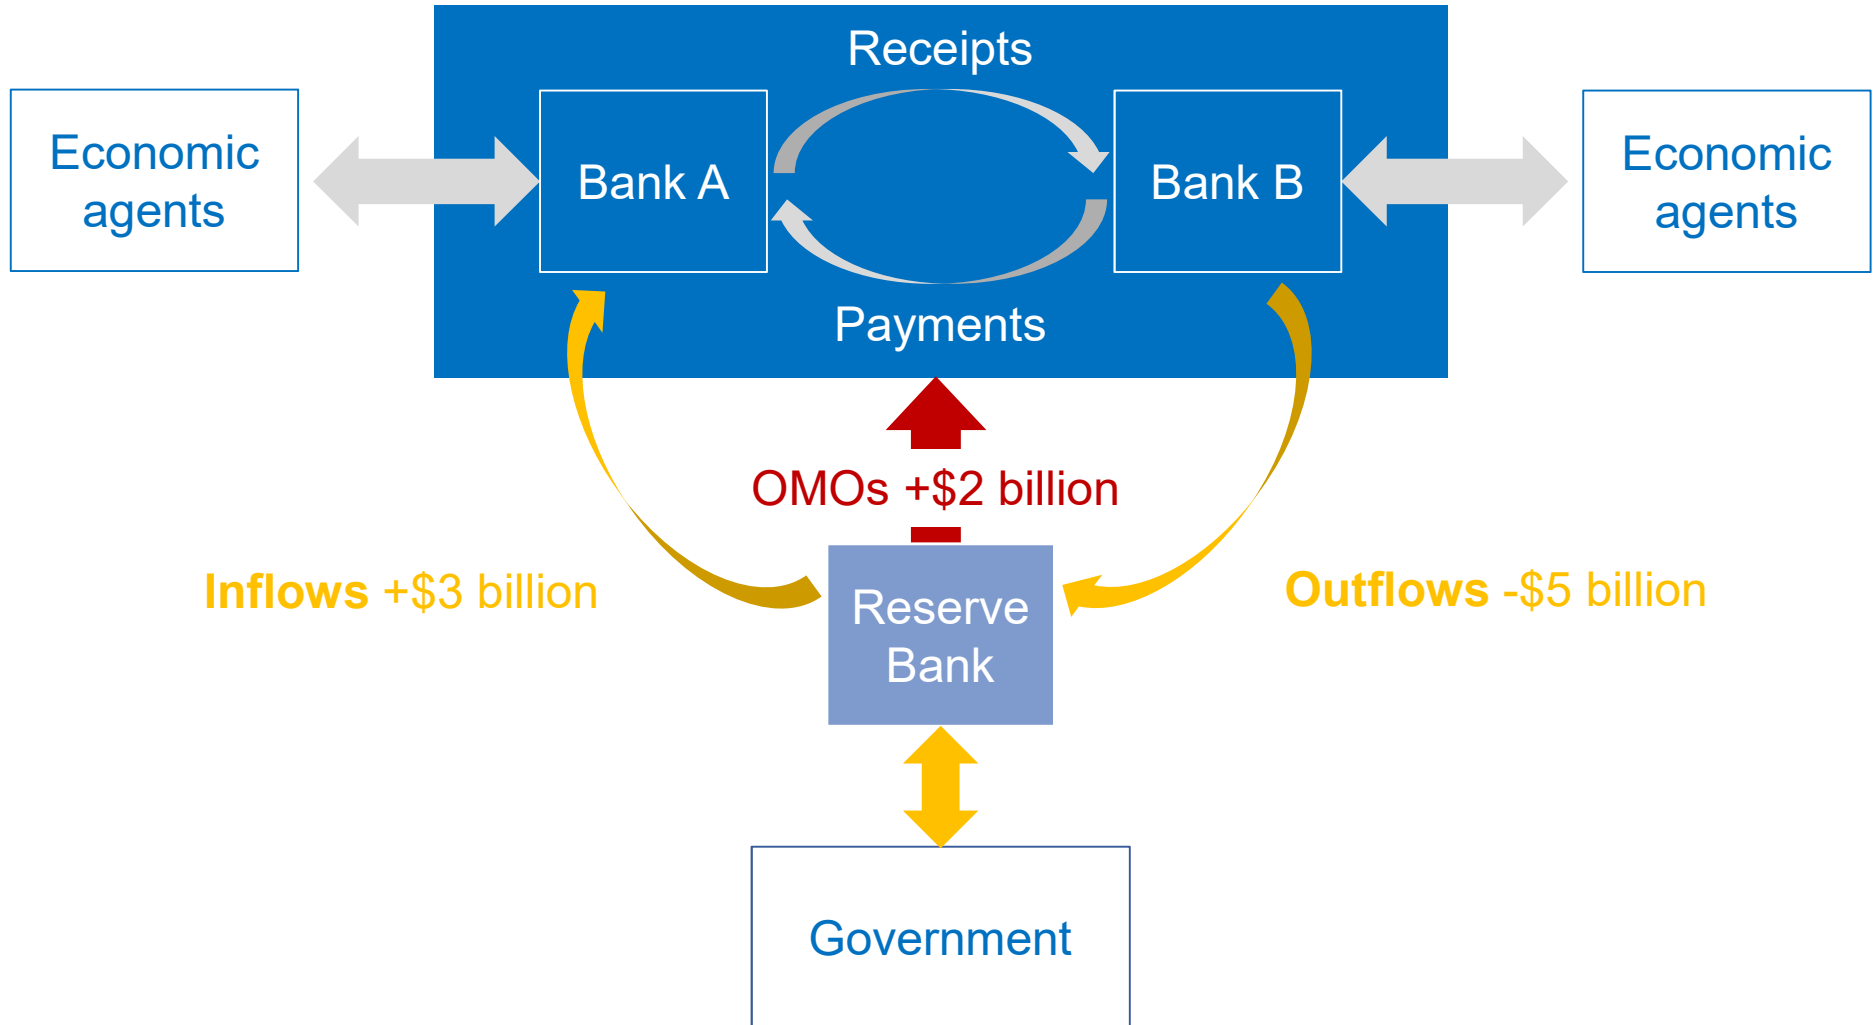 Receipts
Economic
agents
Bank A
Bank B
Economic
agents
Payments
OMOs +$2 billion
Inflows +$3 billion
Outflows -$5 billion
Reserve
Bank
Government